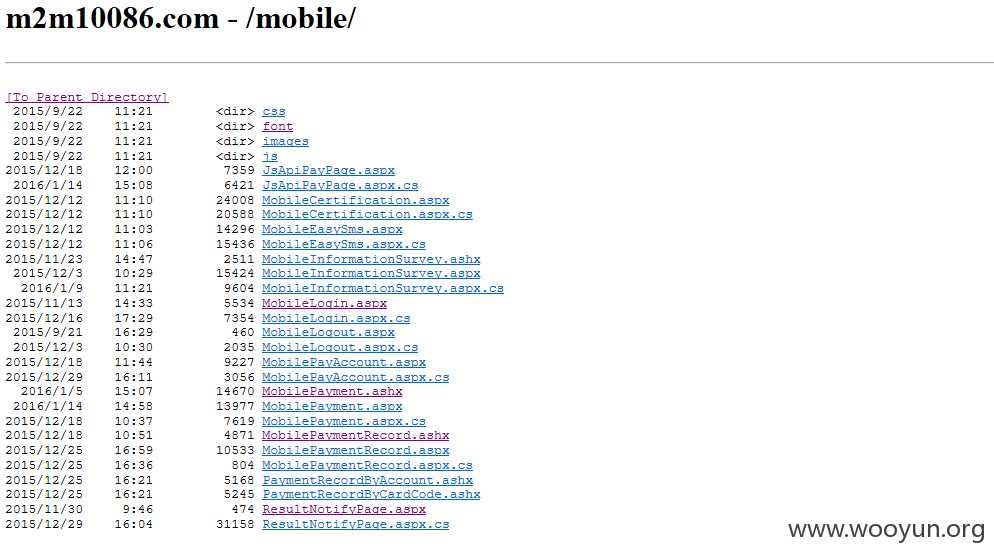 m2m10086.com - /mobile/
[To Parent Directory]
2015/9/22 11:21 <dir> css
2015/9/22 11:21 <dir> font
2015/9/22 11:21 <dir> images
2015/9/22 11:21 <dir> js
2015/12/18 12:00 7359 JsApiPayPage.aspx
2016/1/14 15:08 6421 JsApiPayPage.aspx.cs
2015/12/12 11:10 24008 MobileCertification.aspx
2015/12/12 11:10 20588 MobileCertification.aspx.cs
2015/12/12 11:03 14296 MobileEasySms.aspx
2015/12/12 11:06 15436 MobileEasySms.aspx.cs
2015/11/23 14:47 2511 MobileInformationSurvey.ashx
2015/12/3 10:29 15424 MobileInformationSurvey.aspx
2016/1/9 11:21 9604 MobileInformationSurvey.aspx.cs
2015/11/13 14:33 5534 MobileLogin.aspx
2015/12/16 17:29 7354 MobileLogin.aspx.cs
2015/9/21 16:29 460 MobileLogout.aspx
2015/12/3 10:30 2035 MobileLogout.aspx.cs
2015/12/18 11:44 9227 MobilePayAccount.aspx
2015/12/29 16:11 3056 MobilePayAccount.aspx.cs
2016/1/5 15:07 14670 MobilePayment.ashx
2016/1/14 14:58 13977 MobilePayment.aspx
2015/12/18 10:37 7619 MobilePayment.aspx.cs
2015/12/18 10:51 4871 MobilePaymentRecord.ashx
2015/12/25 16:59 10533 MobilePaymentRecord.aspx
2015/12/25 16:36 804 MobilePaymentRecord.aspx.cs
2015/12/25 16:21 5168 PaymentRecordByAccount.ashx
2015/12/25 16:21 5245 PaymentRecordByCardCode.ashx
2015/11/30 9:46 474 ResultNotifyPage.aspx
2015/12/29 16:04 31158 ResultNotifyPage.aspx.cs
www.wooyun.org